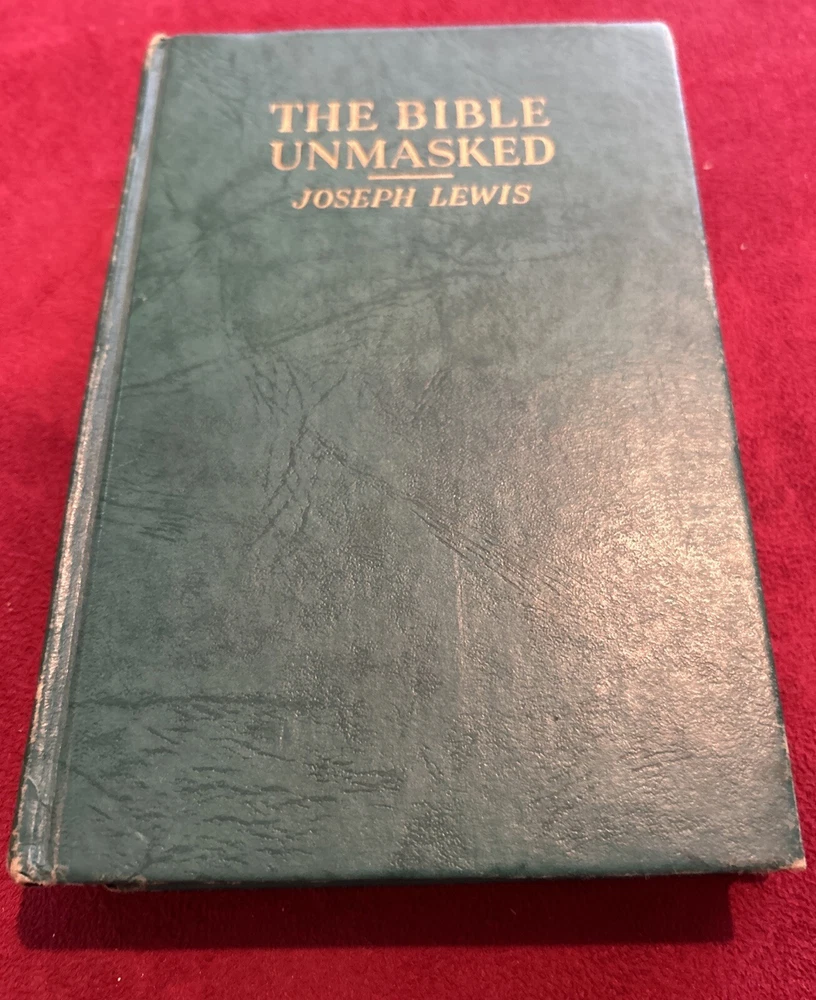 THE BIBLE
UNMASKED
JOSEPH LEWIS